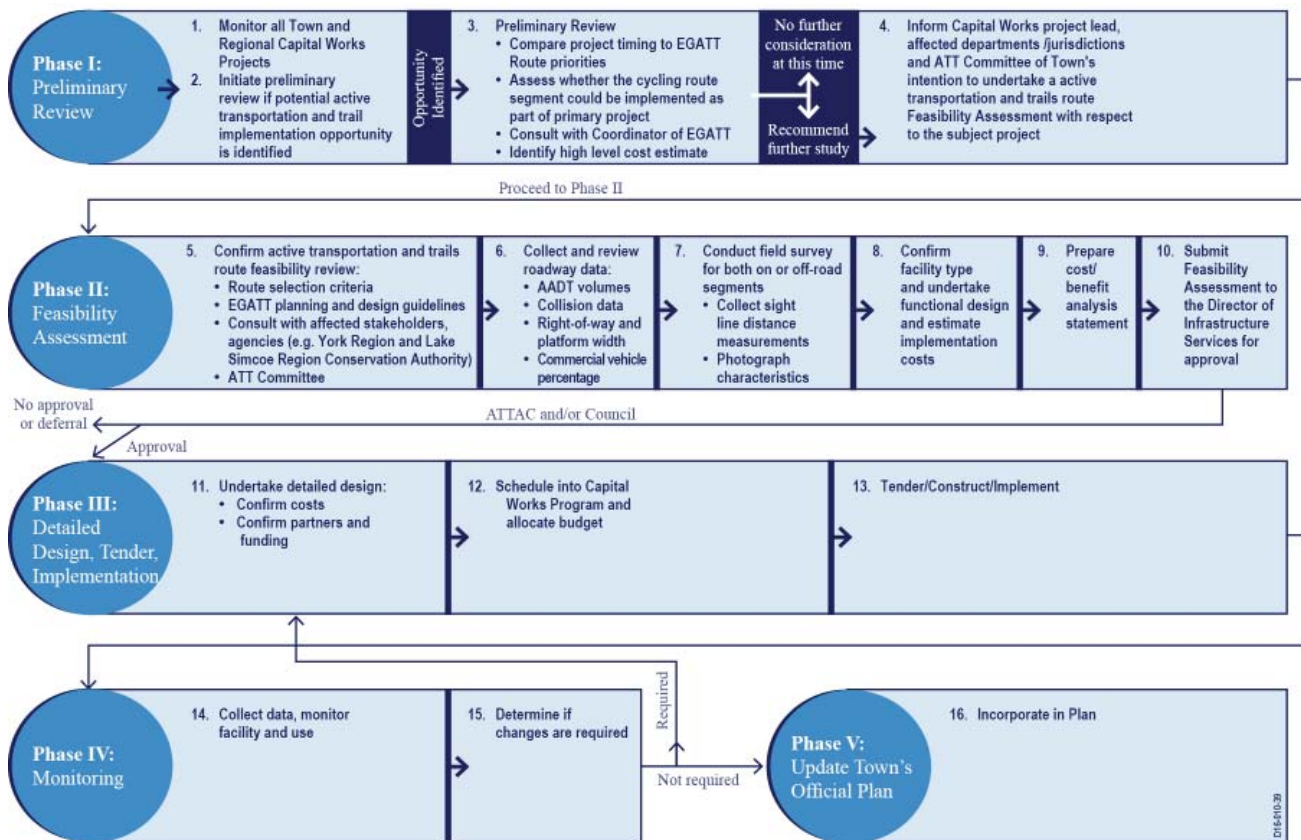 Phase I:
Preliminary
Review
1. Monitor all Town and
Regional Capital Works
Projects
2. Initiate preliminary
review if potential active
transportation and trail
implementation opportunity
is identified
Opportunity
Identified
3. Preliminary Review
• Compare project timing to EGATT
Route priorities
• Assess whether the cycling route
segment could be implemented as
part of primary project
• Consult with Coordinator of EGATT
• Identify high level cost estimate
No further
consideration
at this time
Recommend
further study
4. Inform Capital Works project lead,
affected departments /jurisdictions
and ATT Committee of Town's
intention to undertake a active
transportation and trails route
Feasibility Assessment with respect
to the subject project
Proceed to Phase II
Phase II:
Feasibility
Assessment
5. Confirm active transportation and trails
route feasibility review:
• Route selection criteria
• EGATT planning and design guidelines
• Consult with affected stakeholders,
agencies (e.g. York Region and Lake
Simcoe Region Conservation Authority)
• ATT Committee
6. Collect and review
roadway data:
• AADT volumes
• Collision data
• Right-of-way and
platform width
• Commercial vehicle
percentage
7. Conduct field survey
for both on or off-road
segments
• Collect sight
line distance
measurements
• Photograph
characteristics
8. Confirm
facility type
and undertake
functional design
and estimate
implementation
costs
9. Prepare
cost/
benefit
analysis
statement
10. Submit
Feasibility
Assessment to
the Director of
Infrastructure
Services for
approval
No approval
or deferral
ATTAC and/or Council
Approval
Phase III:
Detailed
Design, Tender,
Implementation
11. Undertake detailed design:
• Confirm costs
• Confirm partners and
funding
12. Schedule into Capital
Works Program and
allocate budget
13. Tender/Construct/Implement
Phase IV:
Monitoring
14. Collect data, monitor
facility and use
15. Determine if
changes are required
Required
Not required
Phase V:
Update Town's
Official Plan
16. Incorporate in Plan
D16-010-39